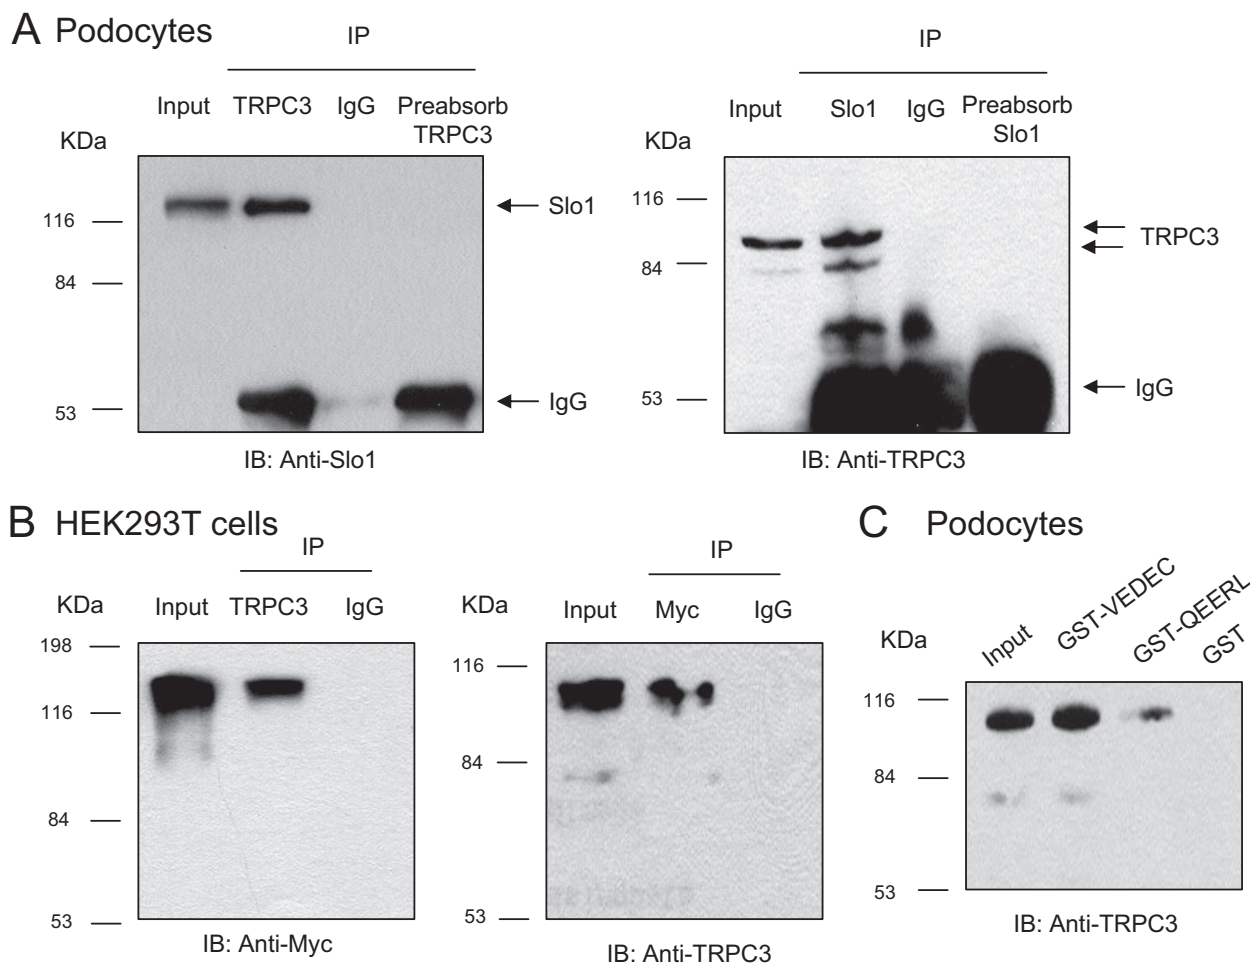 A Podocytes
IP
Input TRPC3 IgG Preabsorb
TRPC3
KDa
116
84
53
Slo1
IgG
IB: Anti-Slo1
IP
Input Slo1 IgG Preabsorb
Slo1
KDa
116
84
53
TRPC3
IgG
IB: Anti-TRPC3
B HEK293T cells
IP
KDa Input TRPC3 IgG
198
116
84
53
IB: Anti-Myc
IP
KDa Input Myc IgG
116
84
53
IB: Anti-TRPC3
C Podocytes
KDa Input GST-VEDEC GST-QEERL GST
116
84
53
IB: Anti-TRPC3